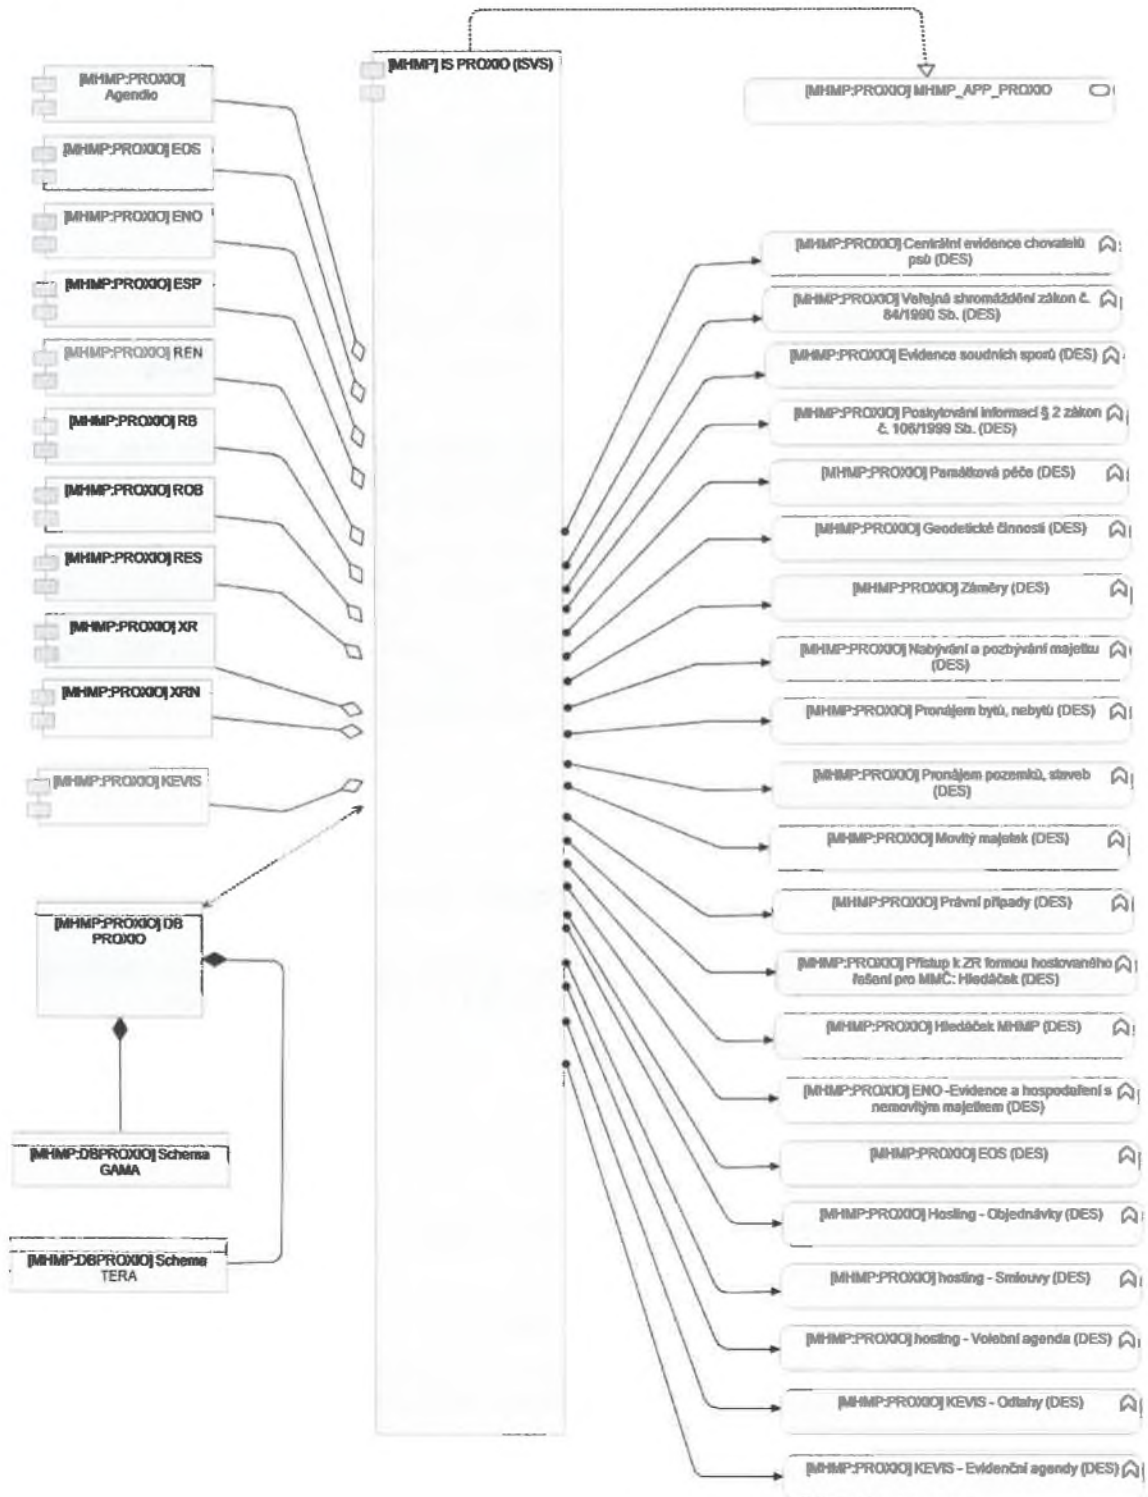 [MHMP] IS PROXIO (ISVS)
[MHMP:PROXIO] MHMP_APP_PROXIO
[MHMP:PROXIO]
Agendio
[MHMP:PROXIO] EOS
[MHMP:PROXIO] ENO
[MHMP:PROXIO] ESP
[MHMP:PROXIO] REN
[MHMP:PROXIO] RB
[MHMP:PROXIO] ROB
[MHMP:PROXIO] RES
[MHMP:PROXIO] XR
[MHMP:PROXIO] XRN
[MHMP:PROXIO] KEVIS
[MHMP:PROXIO] DB
PROXIO
[MHMP:DBPROXIO] Schema
GAMA
[MHMP:DBPROXIO] Schema
TERA
[MHMP:PROXIO] Centrální evidence chovatelů
psů (DES)
[MHMP:PROXIO] Veřejná shromáždění zákon č.
84/1990 Sb. (DES)
[MHMP:PROXIO] Evidence soudních sporů (DES)
[MHMP:PROXIO] Poskytování informací § 2 zákon
č. 106/1999 Sb. (DES)
[MHMP:PROXIO] Památková péče (DES)
[MHMP:PROXIO] Geodetické činnosti (DES)
[MHMP:PROXIO] Záměry (DES)
[MHMP:PROXIO] Nabývání a pozbývání majetku
(DES)
[MHMP:PROXIO] Pronájem bytů, nebytů (DES)
[MHMP:PROXIO] Pronájem pozemků, staveb
(DES)
[MHMP:PROXIO] Movitý majetek (DES)
[MHMP:PROXIO] Právní případy (DES)
[MHMP:PROXIO] Přístup k ZR formou hostovaného
řešení pro MMČ: Hledáček (DES)
[MHMP:PROXIO] Hledáček MHMP (DES)
[MHMP:PROXIO] ENO -Evidence a hospodaření s
nemovitým majetkem (DES)
[MHMP:PROXIO] EOS (DES)
[MHMP:PROXIO] Hosting - Objednávky (DES)
[MHMP:PROXIO] hosting - Smlouvy (DES)
[MHMP:PROXIO] hosting - Volební agenda (DES)
[MHMP:PROXIO] KEVIS - Odtahy (DES)
[MHMP:PROXIO] KEVIS - Evidenční agendy (DES)